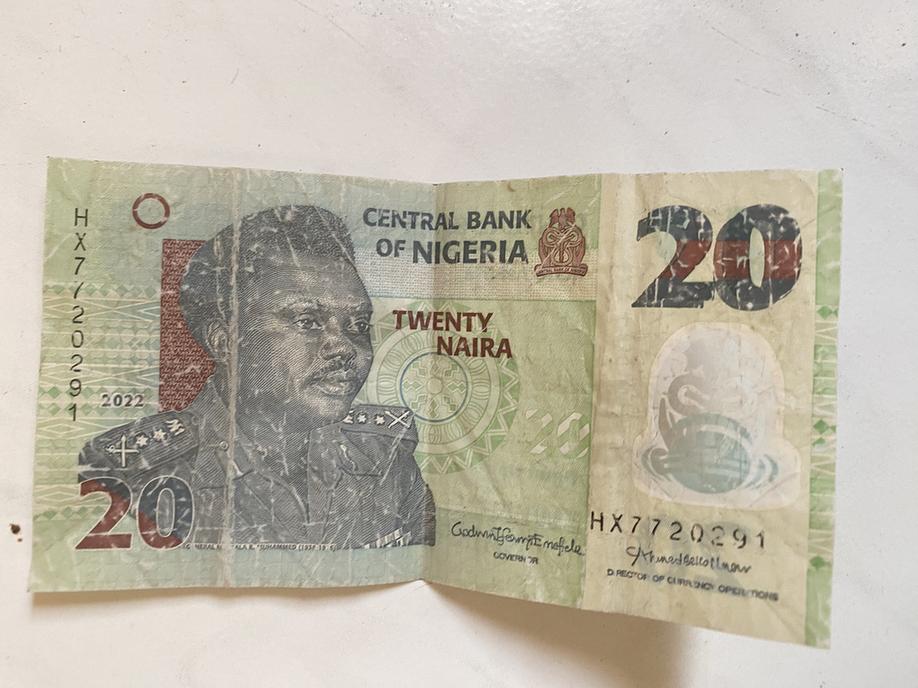 HX7720291
CENTRAL BANK
OF NIGERIA
20
TWENTY
NAIRA
2022
20
20
GOVERNOR
HX7720291
DIRECTOR OF CURRENCY OPERATIONS